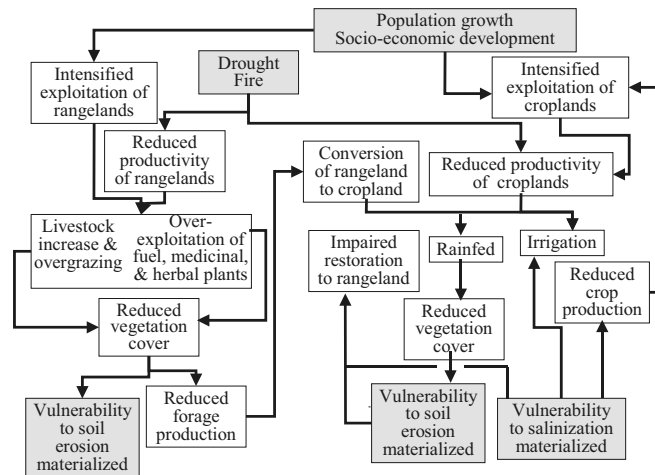 Population growth
Socio-economic development
Drought
Fire
Intensified
exploitation of
rangelands
Intensified
exploitation of
croplands
Reduced
productivity
of rangelands
Conversion
of rangeland
to cropland
Reduced productivity
of croplands
Livestock
increase &
overgrazing
Over-
exploitation of
fuel, medicinal,
& herbal plants
Impaired
restoration
to rangeland
Rainfed
Irrigation
Reduced
crop
production
Reduced
vegetation
cover
Reduced
vegetation
cover
Vulnerability
to soil
erosion
materialized
Reduced
forage
production
Vulnerability
to soil
erosion
materialized
Vulnerability
to salinization
materialized